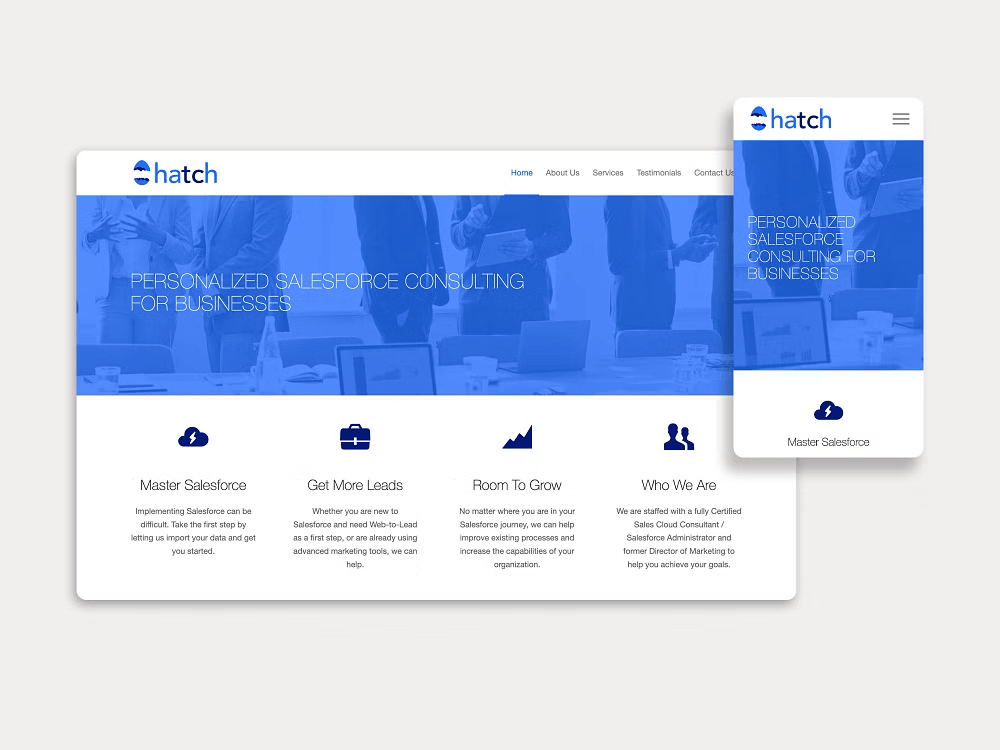 hatch
Home About Us Services Testimonials Contact Us
PERSONALIZED SALESFORCE CONSULTING
FOR BUSINESSES
Master Salesforce
Implementing Salesforce can be
difficult. Take the first step by
letting us import your data and get
you started.
Get More Leads
Whether you are new to
Salesforce and need Web-to-Lead
as a first step, or are already using
advanced marketing tools, we can
help.
Room To Grow
No matter where you are in your
Salesforce journey, we can help
improve existing processes and
increase the capabilities of your
organization.
Who We Are
We are staffed with a fully Certified
Sales Cloud Consultant /
Salesforce Administrator and
former Director of Marketing to
help you achieve your goals.
hatch
PERSONALIZED
SALESFORCE
CONSULTING FOR
BUSINESSES
Master Salesforce